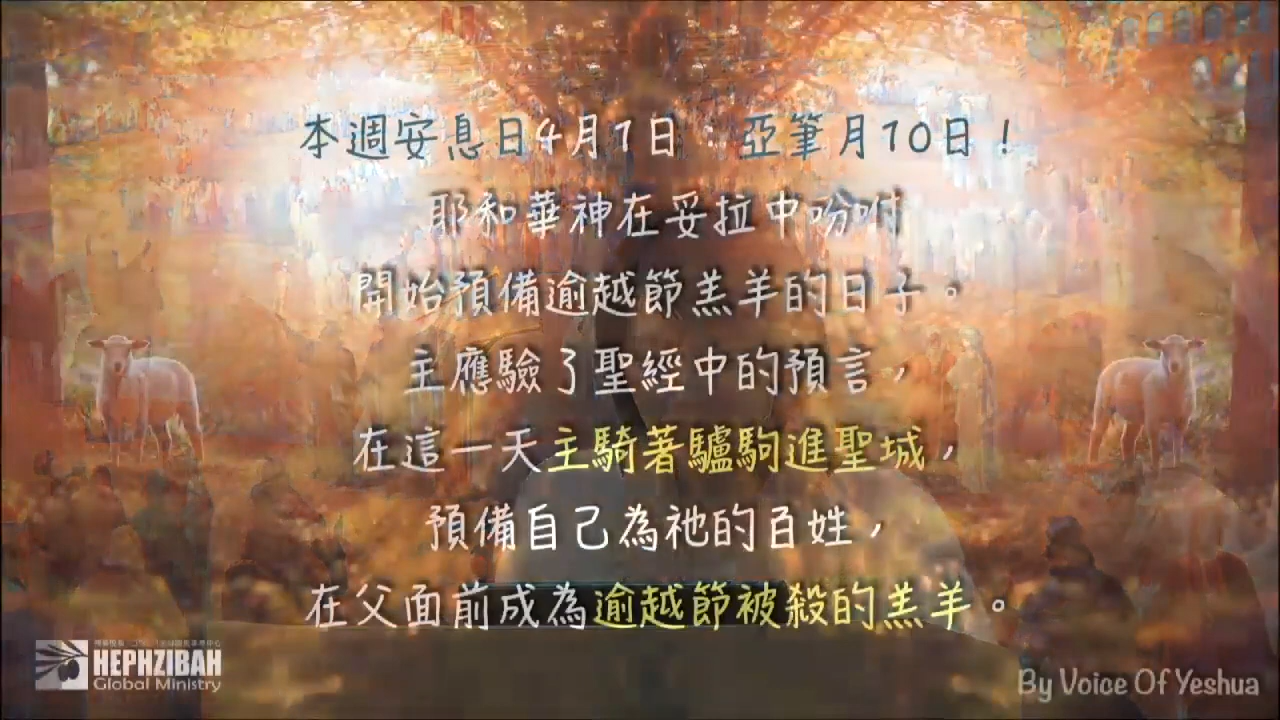 本週安息日4月1日：亞筆月10日！
耶和華神在妥拉中吩咐
開始預備逾越節羔羊的日子。
主應驗了聖經中的預言，
在這一天主騎著驢駒進聖城，
預備自己為祂的百姓，
在父面前成為逾越節被殺的羔羊。
HEPHZIBAH
Global Ministry
By Voice Of Yeshua